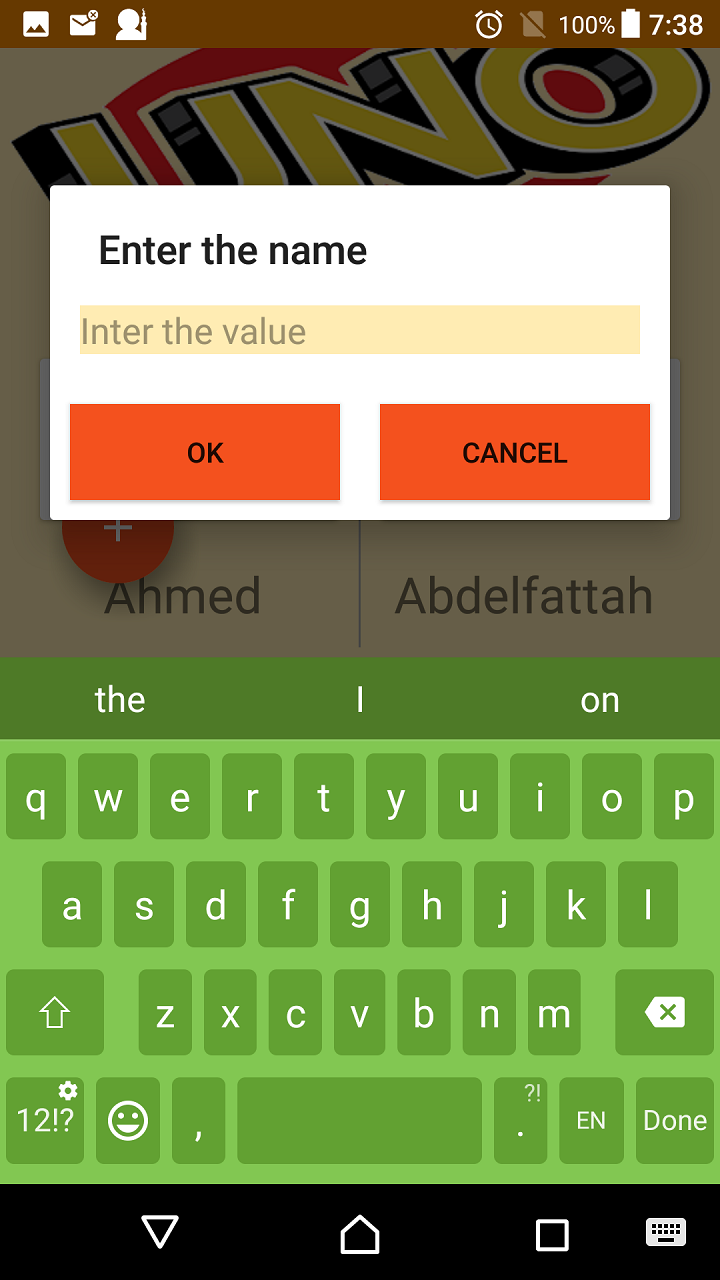 100% 7:38
UNO
Enter the name
Inter the value
OK CANCEL
+
Ahmed Abdelfattah
the I on
q w e r t y u i o p
a s d f g h j k l
z x c v b n m
12!? , ?! . EN Done